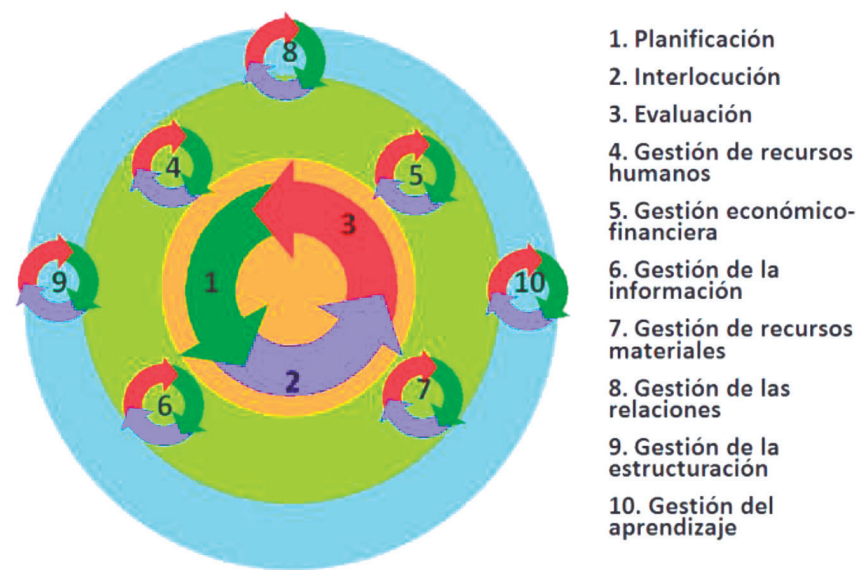 8
4
5
3
9
1
10
2
7
6
1. Planificación
2. Interlocución
3. Evaluación
4. Gestión de recursos
humanos
5. Gestión económico-
financiera
6. Gestión de la
información
7. Gestión de recursos
materiales
8. Gestión de las
relaciones
9. Gestión de la
estructuración
10. Gestión del
aprendizaje